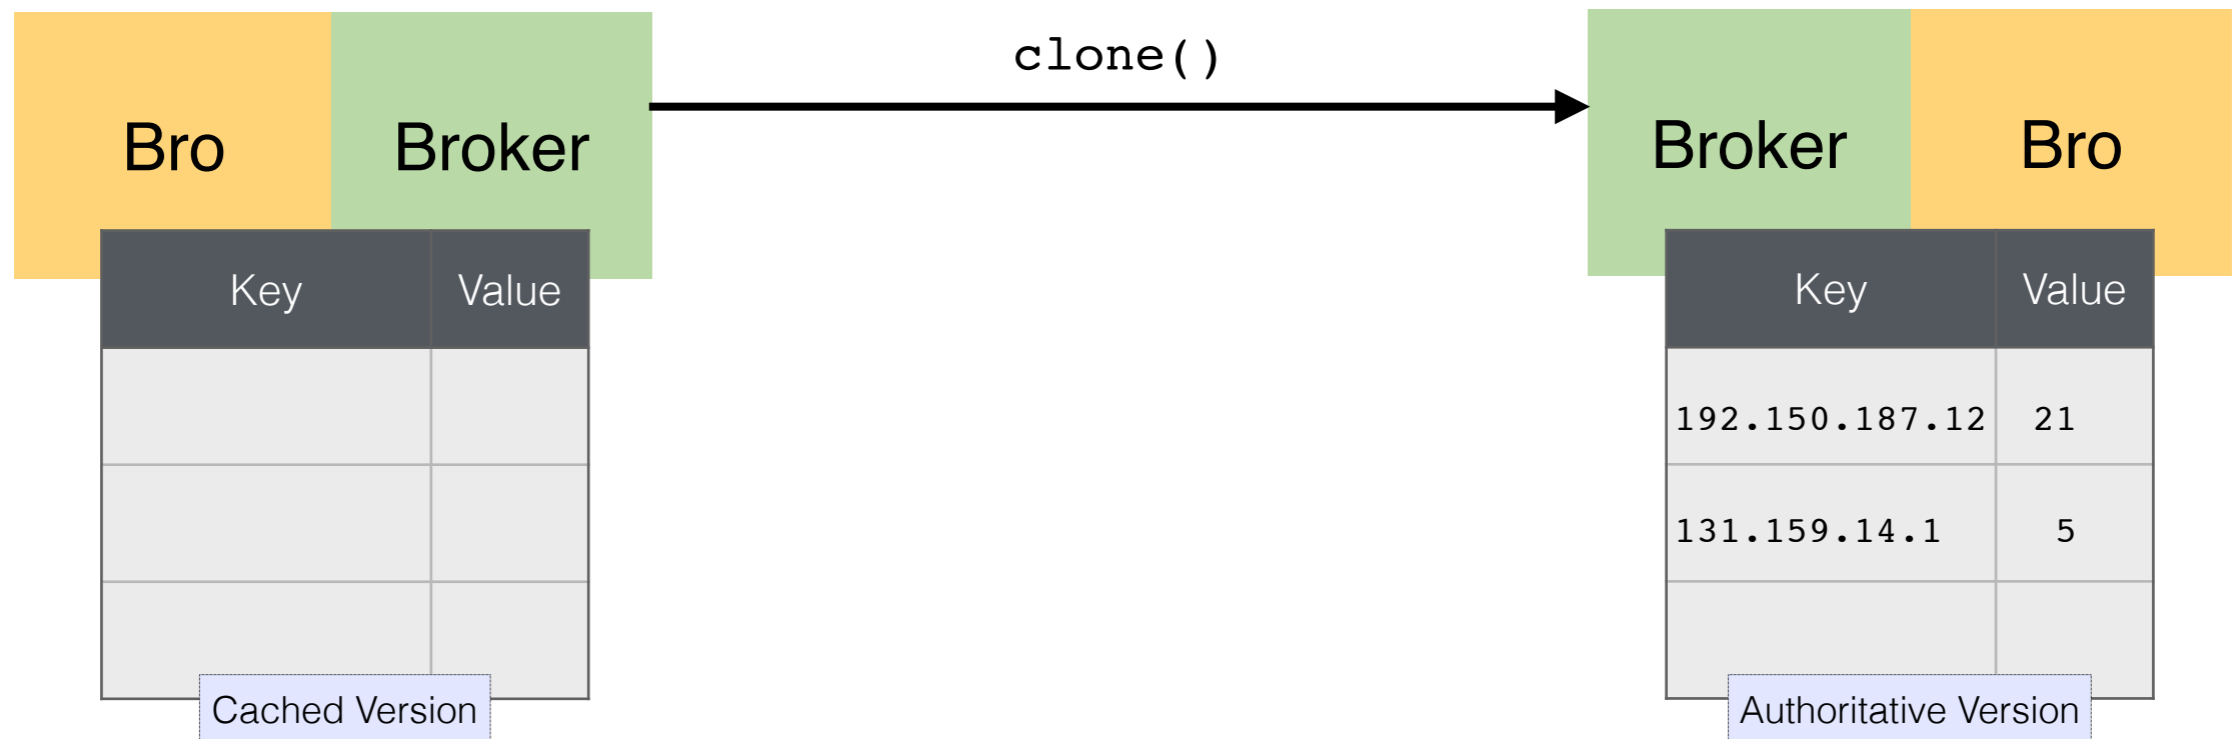 clone()
Bro Broker
Broker Bro
Key Value
Cached Version
Key Value
192.150.187.12 21
131.159.14.1 5
Authoritative Version